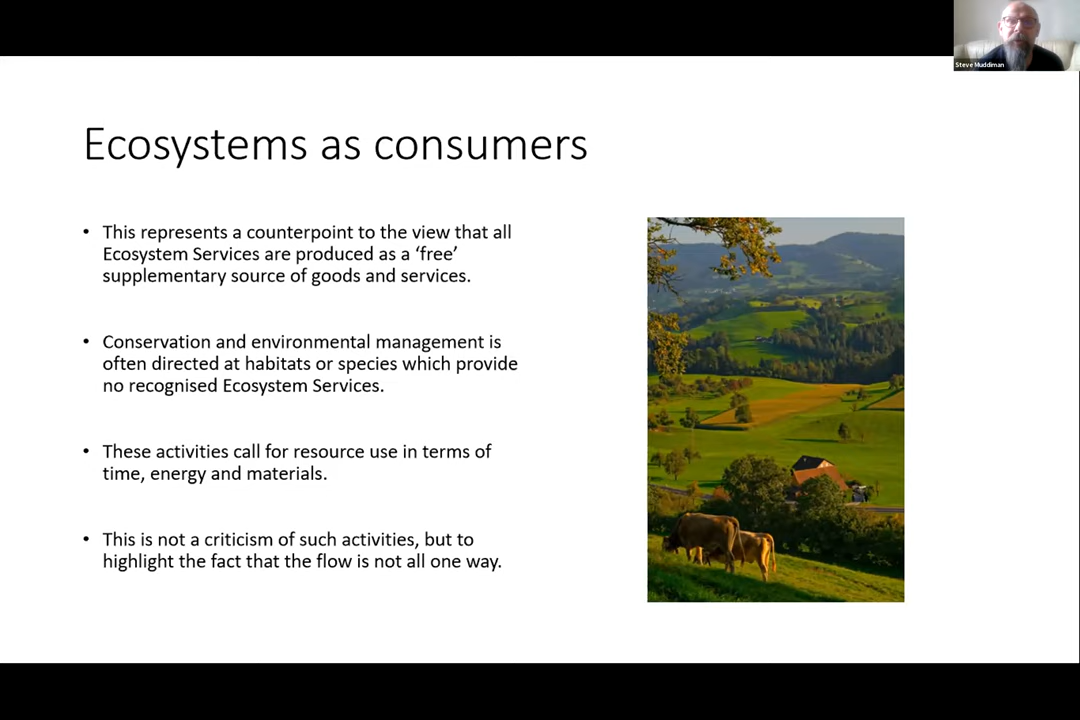 Steve Muddiman
Ecosystems as consumers
• This represents a counterpoint to the view that all
Ecosystem Services are produced as a ‘free’
supplementary source of goods and services.
• Conservation and environmental management is
often directed at habitats or species which provide
no recognised Ecosystem Services.
• These activities call for resource use in terms of
time, energy and materials.
• This is not a criticism of such activities, but to
highlight the fact that the flow is not all one way.